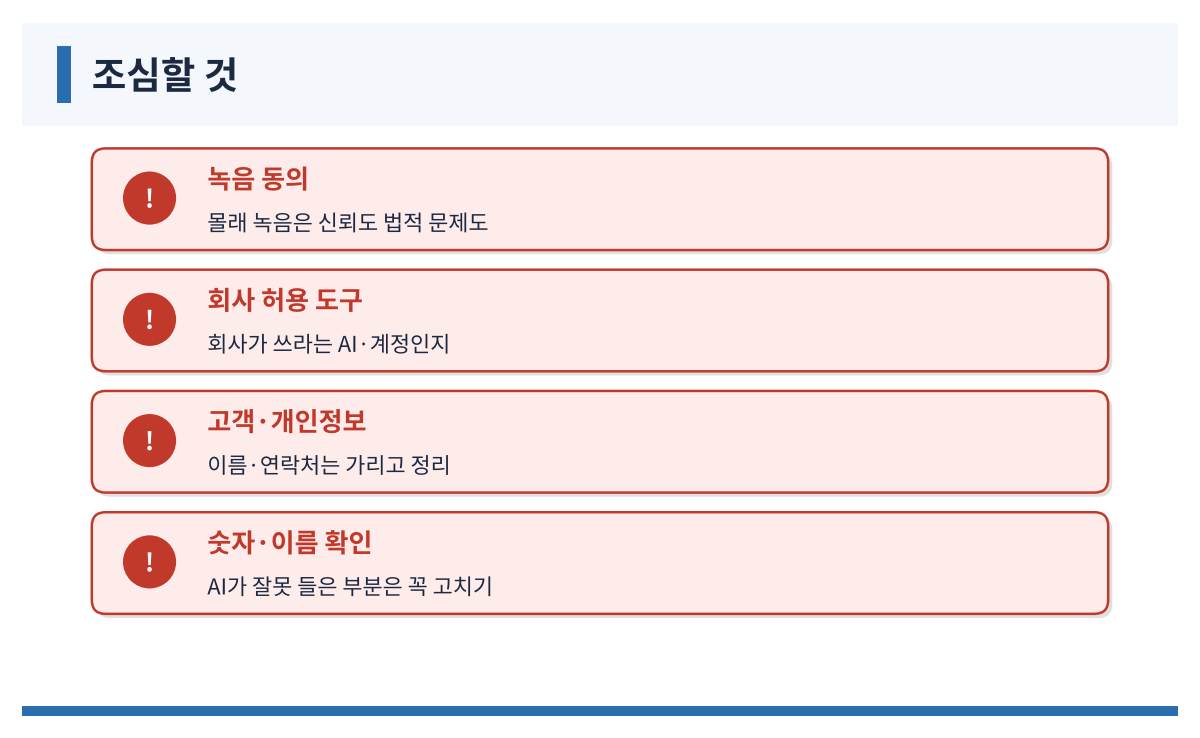 조심할 것
!
녹음 동의
몰래 녹음은 신뢰도 법적 문제도
!
회사 허용 도구
회사가 쓰라는 AI·계정인지
!
고객·개인정보
이름·연락처는 가리고 정리
!
숫자·이름 확인
AI가 잘못 들은 부분은 꼭 고치기